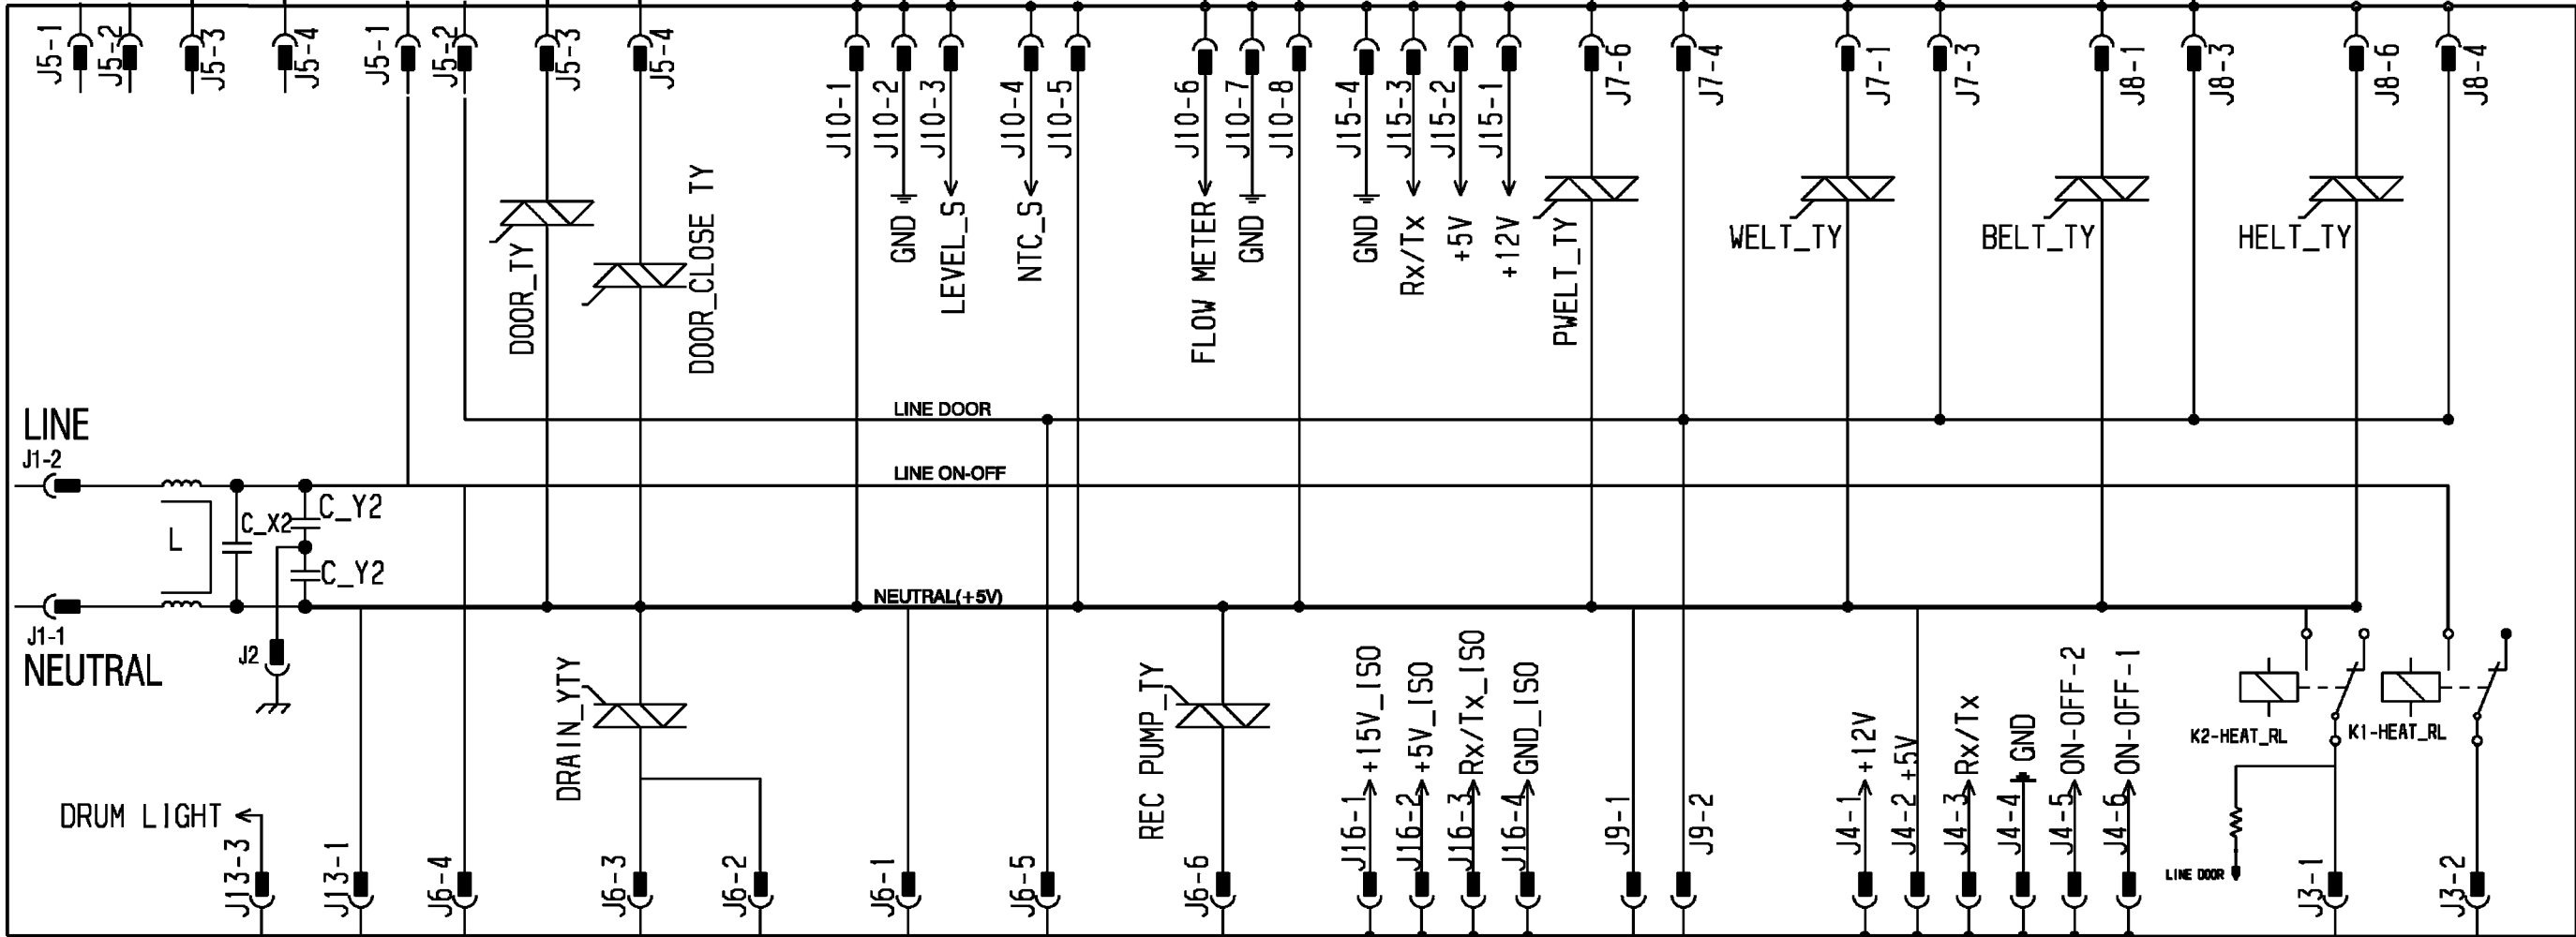 J5-1
J5-2
J5-3
J5-4
J5-1
J5-2
J5-3
J5-4
J10-1
J10-2
J10-3
J10-4
J10-5
J10-6
J10-7
J10-8
J15-4
J15-3
J15-2
J15-1
J7-6
J7-4
J7-1
J7-3
J8-1
J8-3
J8-6
J8-4
DOOR_TY
DOOR_CLOSE TY
GND
LEVEL_S
NTC_S
FLOW METER
GND
GND
Rx/Tx
+5V
+12V
PWELT_TY
WELT_TY
BELT_TY
HELT_TY
LINE DOOR
LINE
J1-2
LINE ON-OFF
L
C_X2
C_Y2
C_Y2
NEUTRAL(+5V)
J1-1
NEUTRAL
J2
DRAIN_YTY
REC PUMP_TY
+15V_ISO
+5V_ISO
Rx/Tx_ISO
GND_ISO
+12V
+5V
Rx/Tx
GND
ON-OFF-2
ON-OFF-1
K2-HEAT_RL
K1-HEAT_RL
DRUM LIGHT
LINE DOOR
J13-3
J13-1
J6-4
J6-3
J6-2
J6-1
J6-5
J6-6
J16-1
J16-2
J16-3
J16-4
J9-1
J9-2
J4-1
J4-2
J4-3
J4-4
J4-5
J4-6
J3-1
J3-2